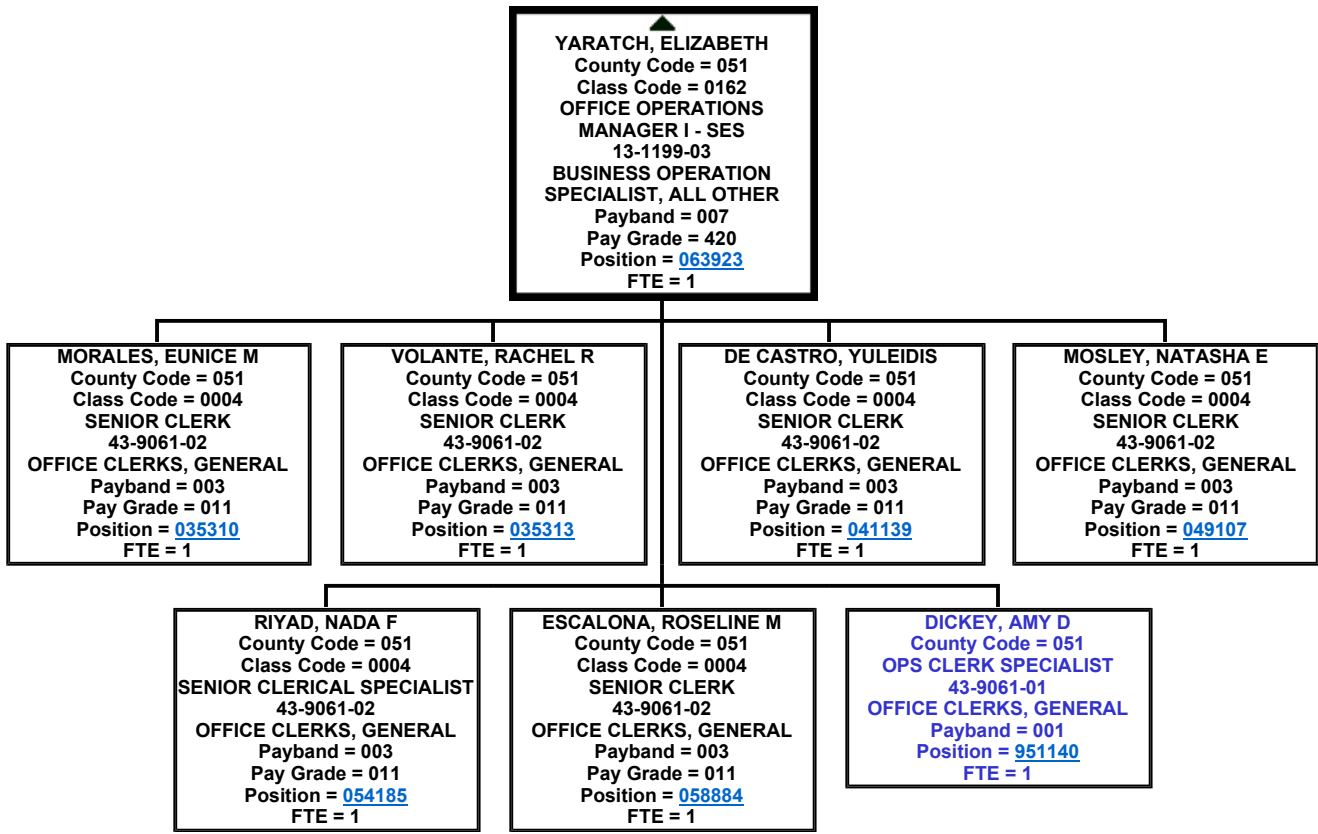 YARATCH, ELIZABETH
County Code = 051
Class Code = 0162
OFFICE OPERATIONS
MANAGER I - SES
13-1199-03
BUSINESS OPERATION
SPECIALIST, ALL OTHER
Payband = 007
Pay Grade = 420
Position = 063923
FTE = 1
MORALES, EUNICE M
County Code = 051
Class Code = 0004
SENIOR CLERK
43-9061-02
OFFICE CLERKS, GENERAL
Payband = 003
Pay Grade = 011
Position = 035310
FTE = 1
VOLANTE, RACHEL R
County Code = 051
Class Code = 0004
SENIOR CLERK
43-9061-02
OFFICE CLERKS, GENERAL
Payband = 003
Pay Grade = 011
Position = 035313
FTE = 1
DE CASTRO, YULEIDIS
County Code = 051
Class Code = 0004
SENIOR CLERK
43-9061-02
OFFICE CLERKS, GENERAL
Payband = 003
Pay Grade = 011
Position = 041139
FTE = 1
MOSLEY, NATASHA E
County Code = 051
Class Code = 0004
SENIOR CLERK
43-9061-02
OFFICE CLERKS, GENERAL
Payband = 003
Pay Grade = 011
Position = 049107
FTE = 1
RIYAD, NADA F
County Code = 051
Class Code = 0004
SENIOR CLERICAL SPECIALIST
43-9061-02
OFFICE CLERKS, GENERAL
Payband = 003
Pay Grade = 011
Position = 054185
FTE = 1
ESCALONA, ROSELINE M
County Code = 051
Class Code = 0004
SENIOR CLERK
43-9061-02
OFFICE CLERKS, GENERAL
Payband = 003
Pay Grade = 011
Position = 058884
FTE = 1
DICKEY, AMY D
County Code = 051
OPS CLERK SPECIALIST
43-9061-01
OFFICE CLERKS, GENERAL
Payband = 001
Position = 951140
FTE = 1